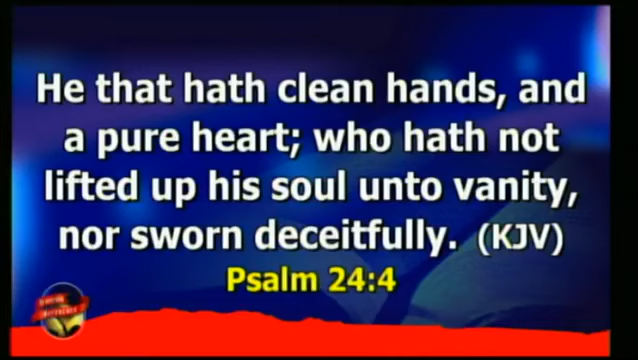 He that hath clean hands, and
a pure heart; who hath not
lifted up his soul unto vanity,
nor sworn deceitfully. (KJV)
Psalm 24:4